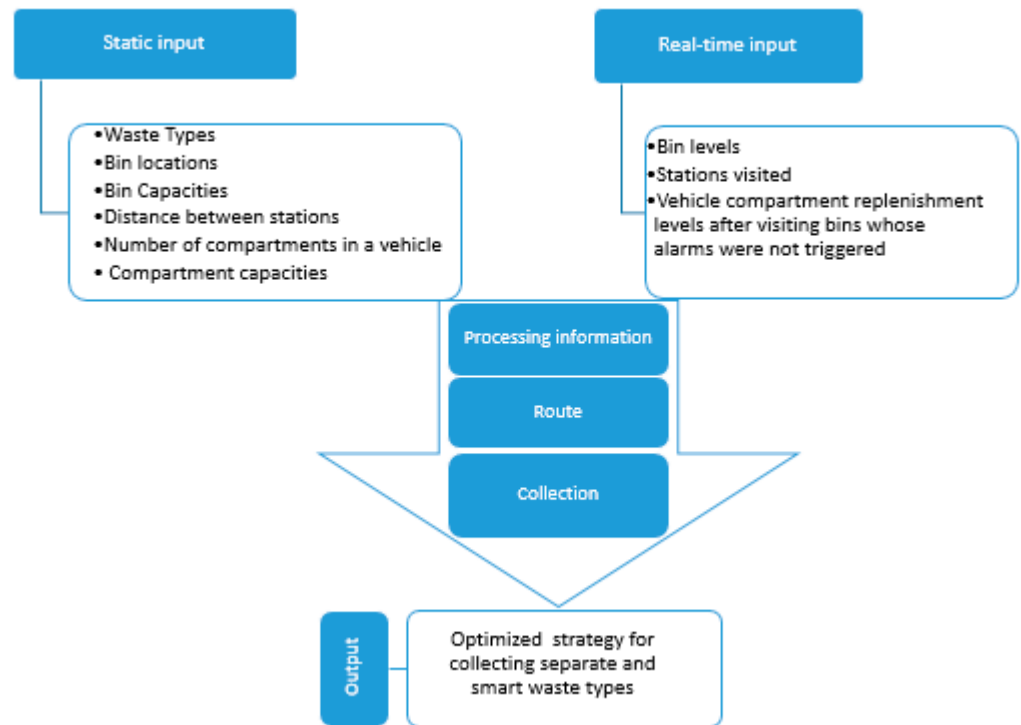 Static input
•Waste Types
•Bin locations
•Bin Capacities
•Distance between stations
•Number of compartments in a vehicle
• Compartment capacities
Real-time input
•Bin levels
•Stations visited
•Vehicle compartment replenishment
levels after visiting bins whose
alarms were not triggered
Processing information
Route
Collection
Output
Optimized strategy for
collecting separate and
smart waste types